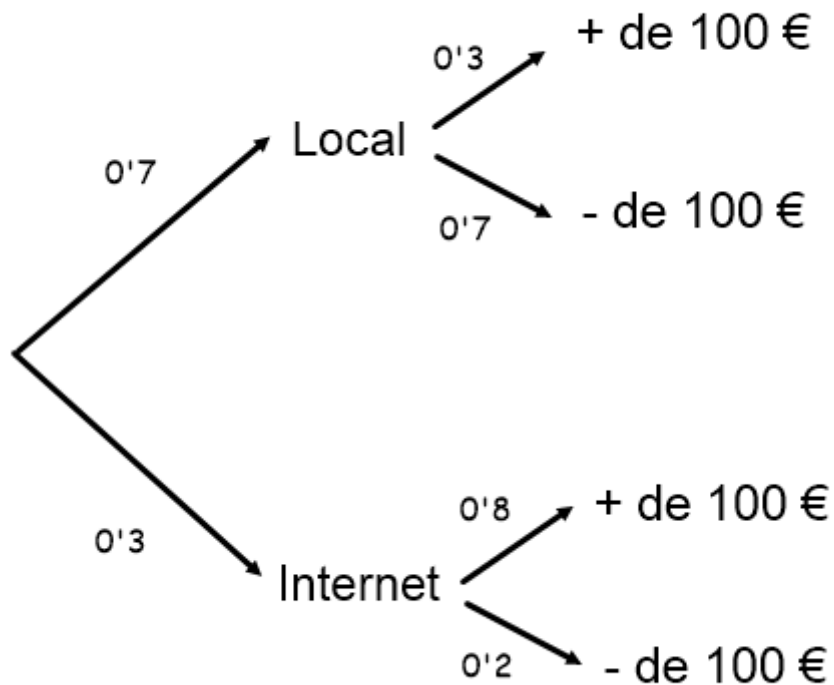 + de 100 €
0'3
Local
0'7
- de 100 €
0'7
+ de 100 €
0'8
0'3
Internet
0'2
- de 100 €